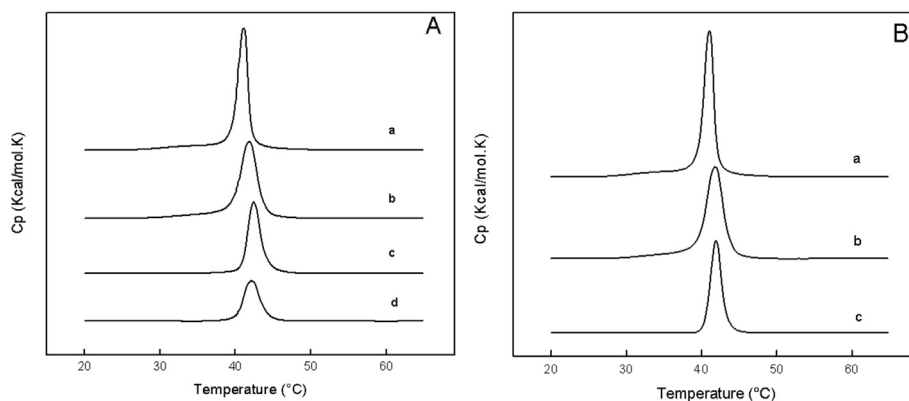 A
Cp (Kcal/mol.K)
a
b
c
d
20 30 40 50 60
Temperature (°C)
B
Cp (Kcal/mol.K)
a
b
c
20 30 40 50 60
Temperature (°C)